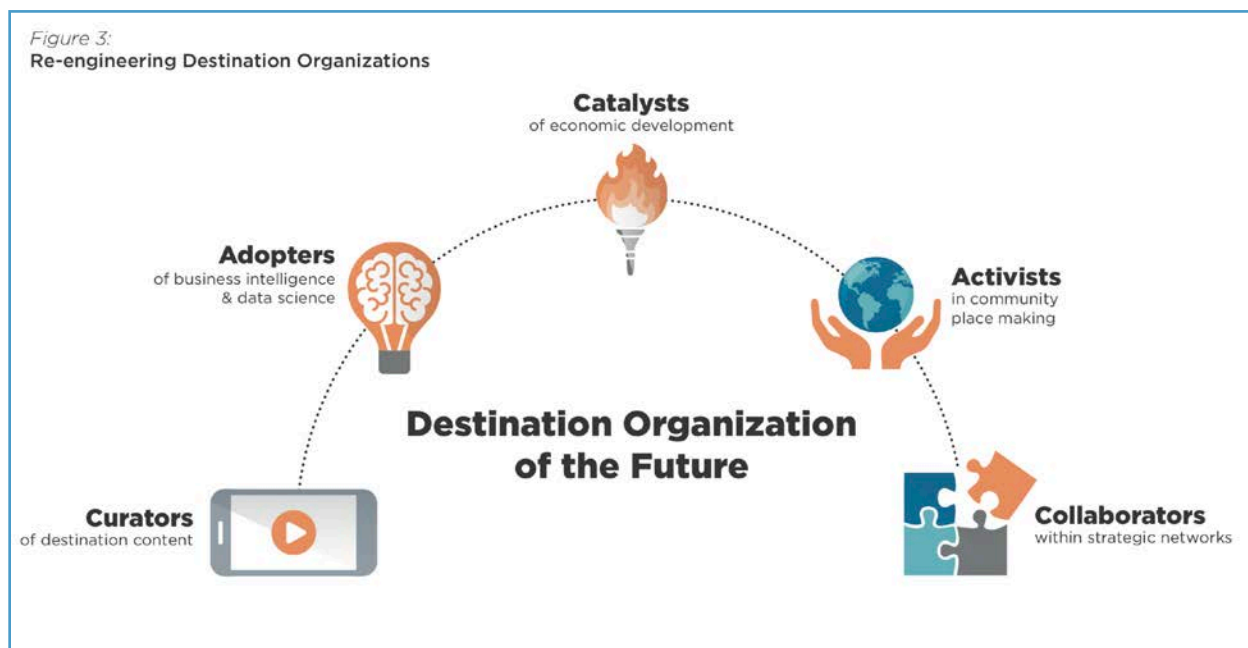 Figure 3:
Re-engineering Destination Organizations
Catalysts
of economic development
Adopters
of business intelligence
& data science
Activists
in community
place making
Destination Organization
of the Future
Curators
of destination content
Collaborators
within strategic networks